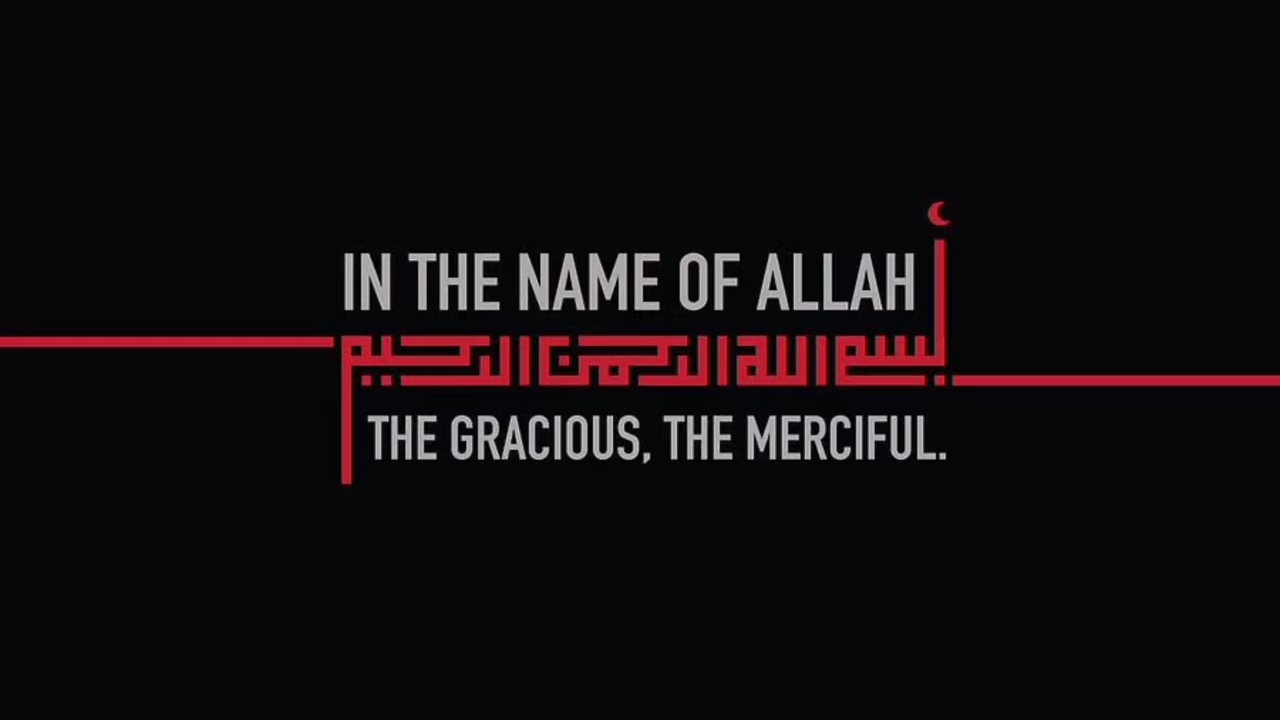 IN THE NAME OF ALLAH
بسم الله الرحمن الرحيم
THE GRACIOUS, THE MERCIFUL.